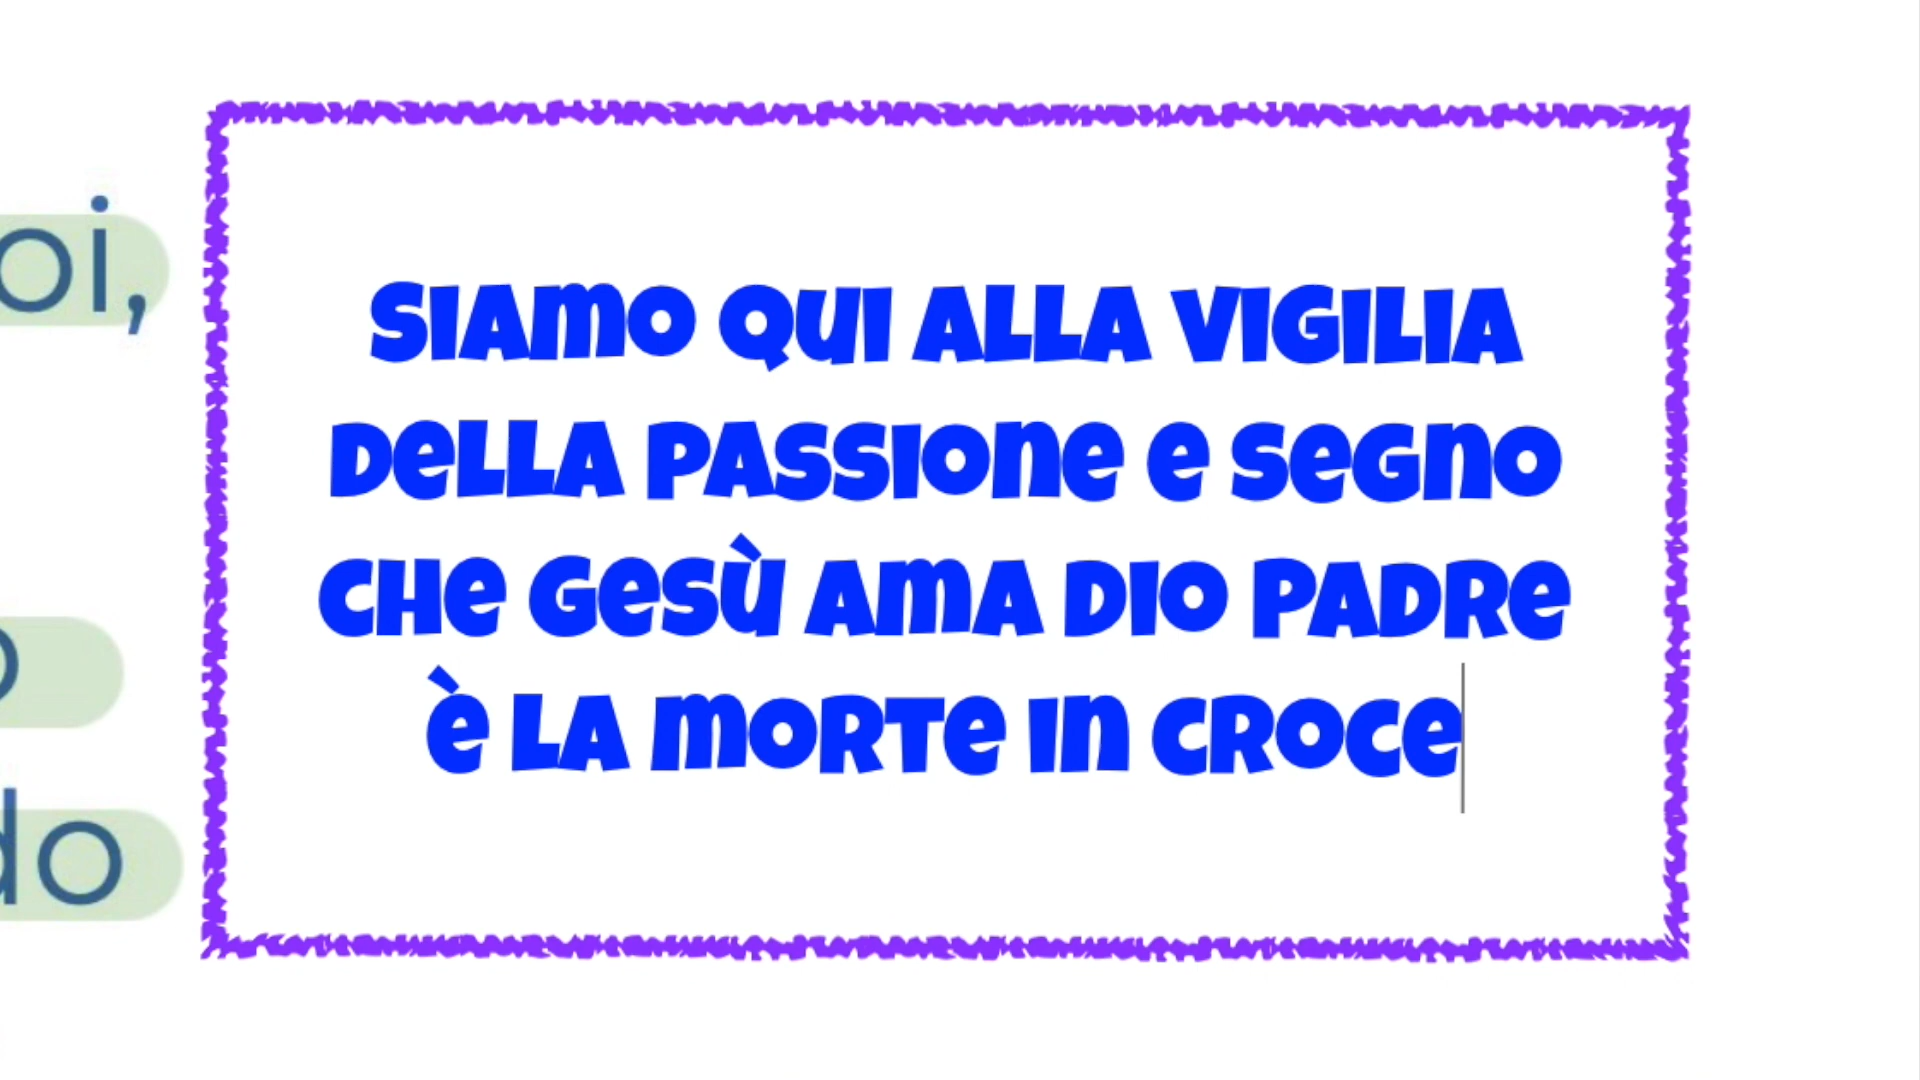 oi,
SIAMO QUI ALLA VIGILIA
DELLA PASSIONE E SEGNO
CHE GESÙ AMA DIO PADRE
È LA MORTE IN CROCE
do